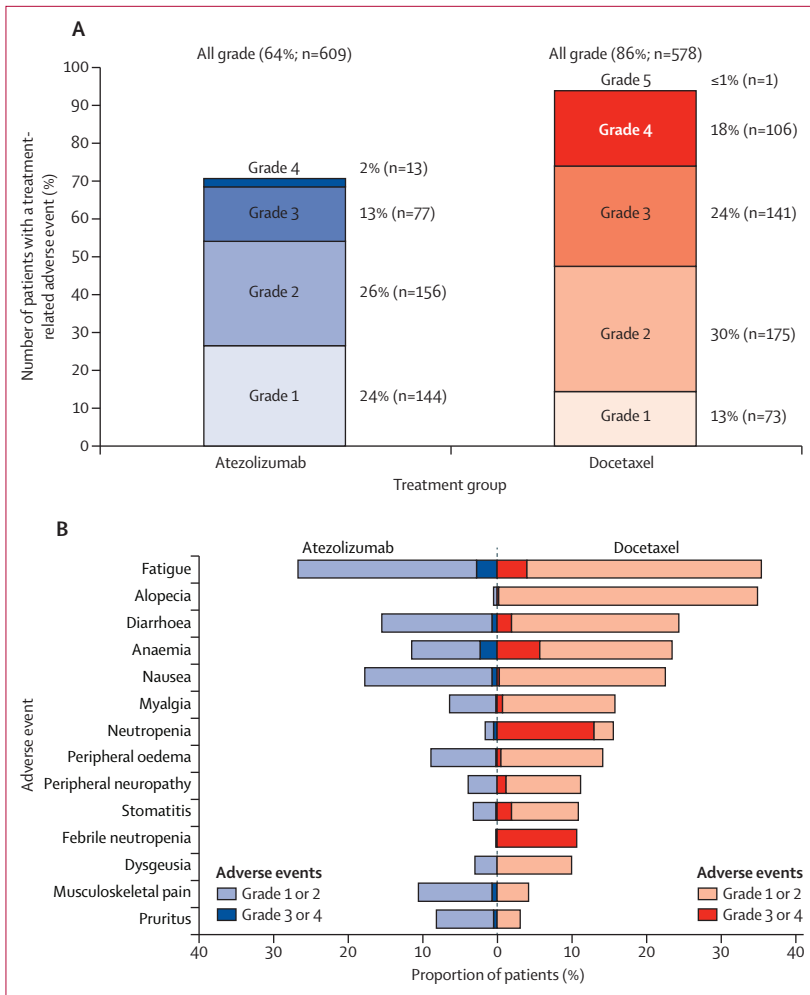 A
All grade (64%; n=609)
All grade (86%; n=578)
Number of patients with a treatment-
related adverse event (%)
100
90
80
70
60
50
40
30
20
10
0
Grade 4
2% (n=13)
Grade 3
13% (n=77)
Grade 2
26% (n=156)
Grade 1
24% (n=144)
Grade 5
≤1% (n=1)
Grade 4
18% (n=106)
Grade 3
24% (n=141)
Grade 2
30% (n=175)
Grade 1
13% (n=73)
Atezolizumab
Docetaxel
Treatment group
B
Atezolizumab
Docetaxel
Adverse event
Fatigue
Alopecia
Diarrhoea
Anaemia
Nausea
Myalgia
Neutropenia
Peripheral oedema
Peripheral neuropathy
Stomatitis
Febrile neutropenia
Dysgeusia
Musculoskeletal pain
Pruritus
Adverse events
Grade 1 or 2
Grade 3 or 4
Adverse events
Grade 1 or 2
Grade 3 or 4
40
30
20
10
0
10
20
30
40
Proportion of patients (%)